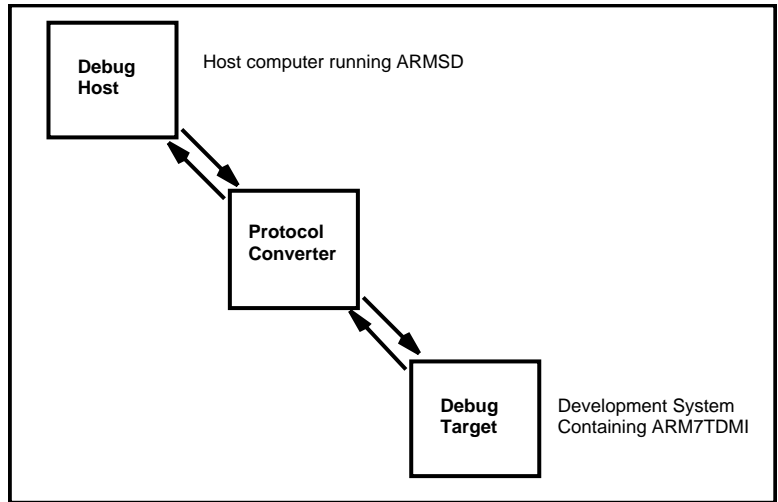 Debug
Host
Host computer running ARMSD
Protocol
Converter
Debug
Target
Development System
Containing ARM7TDMI